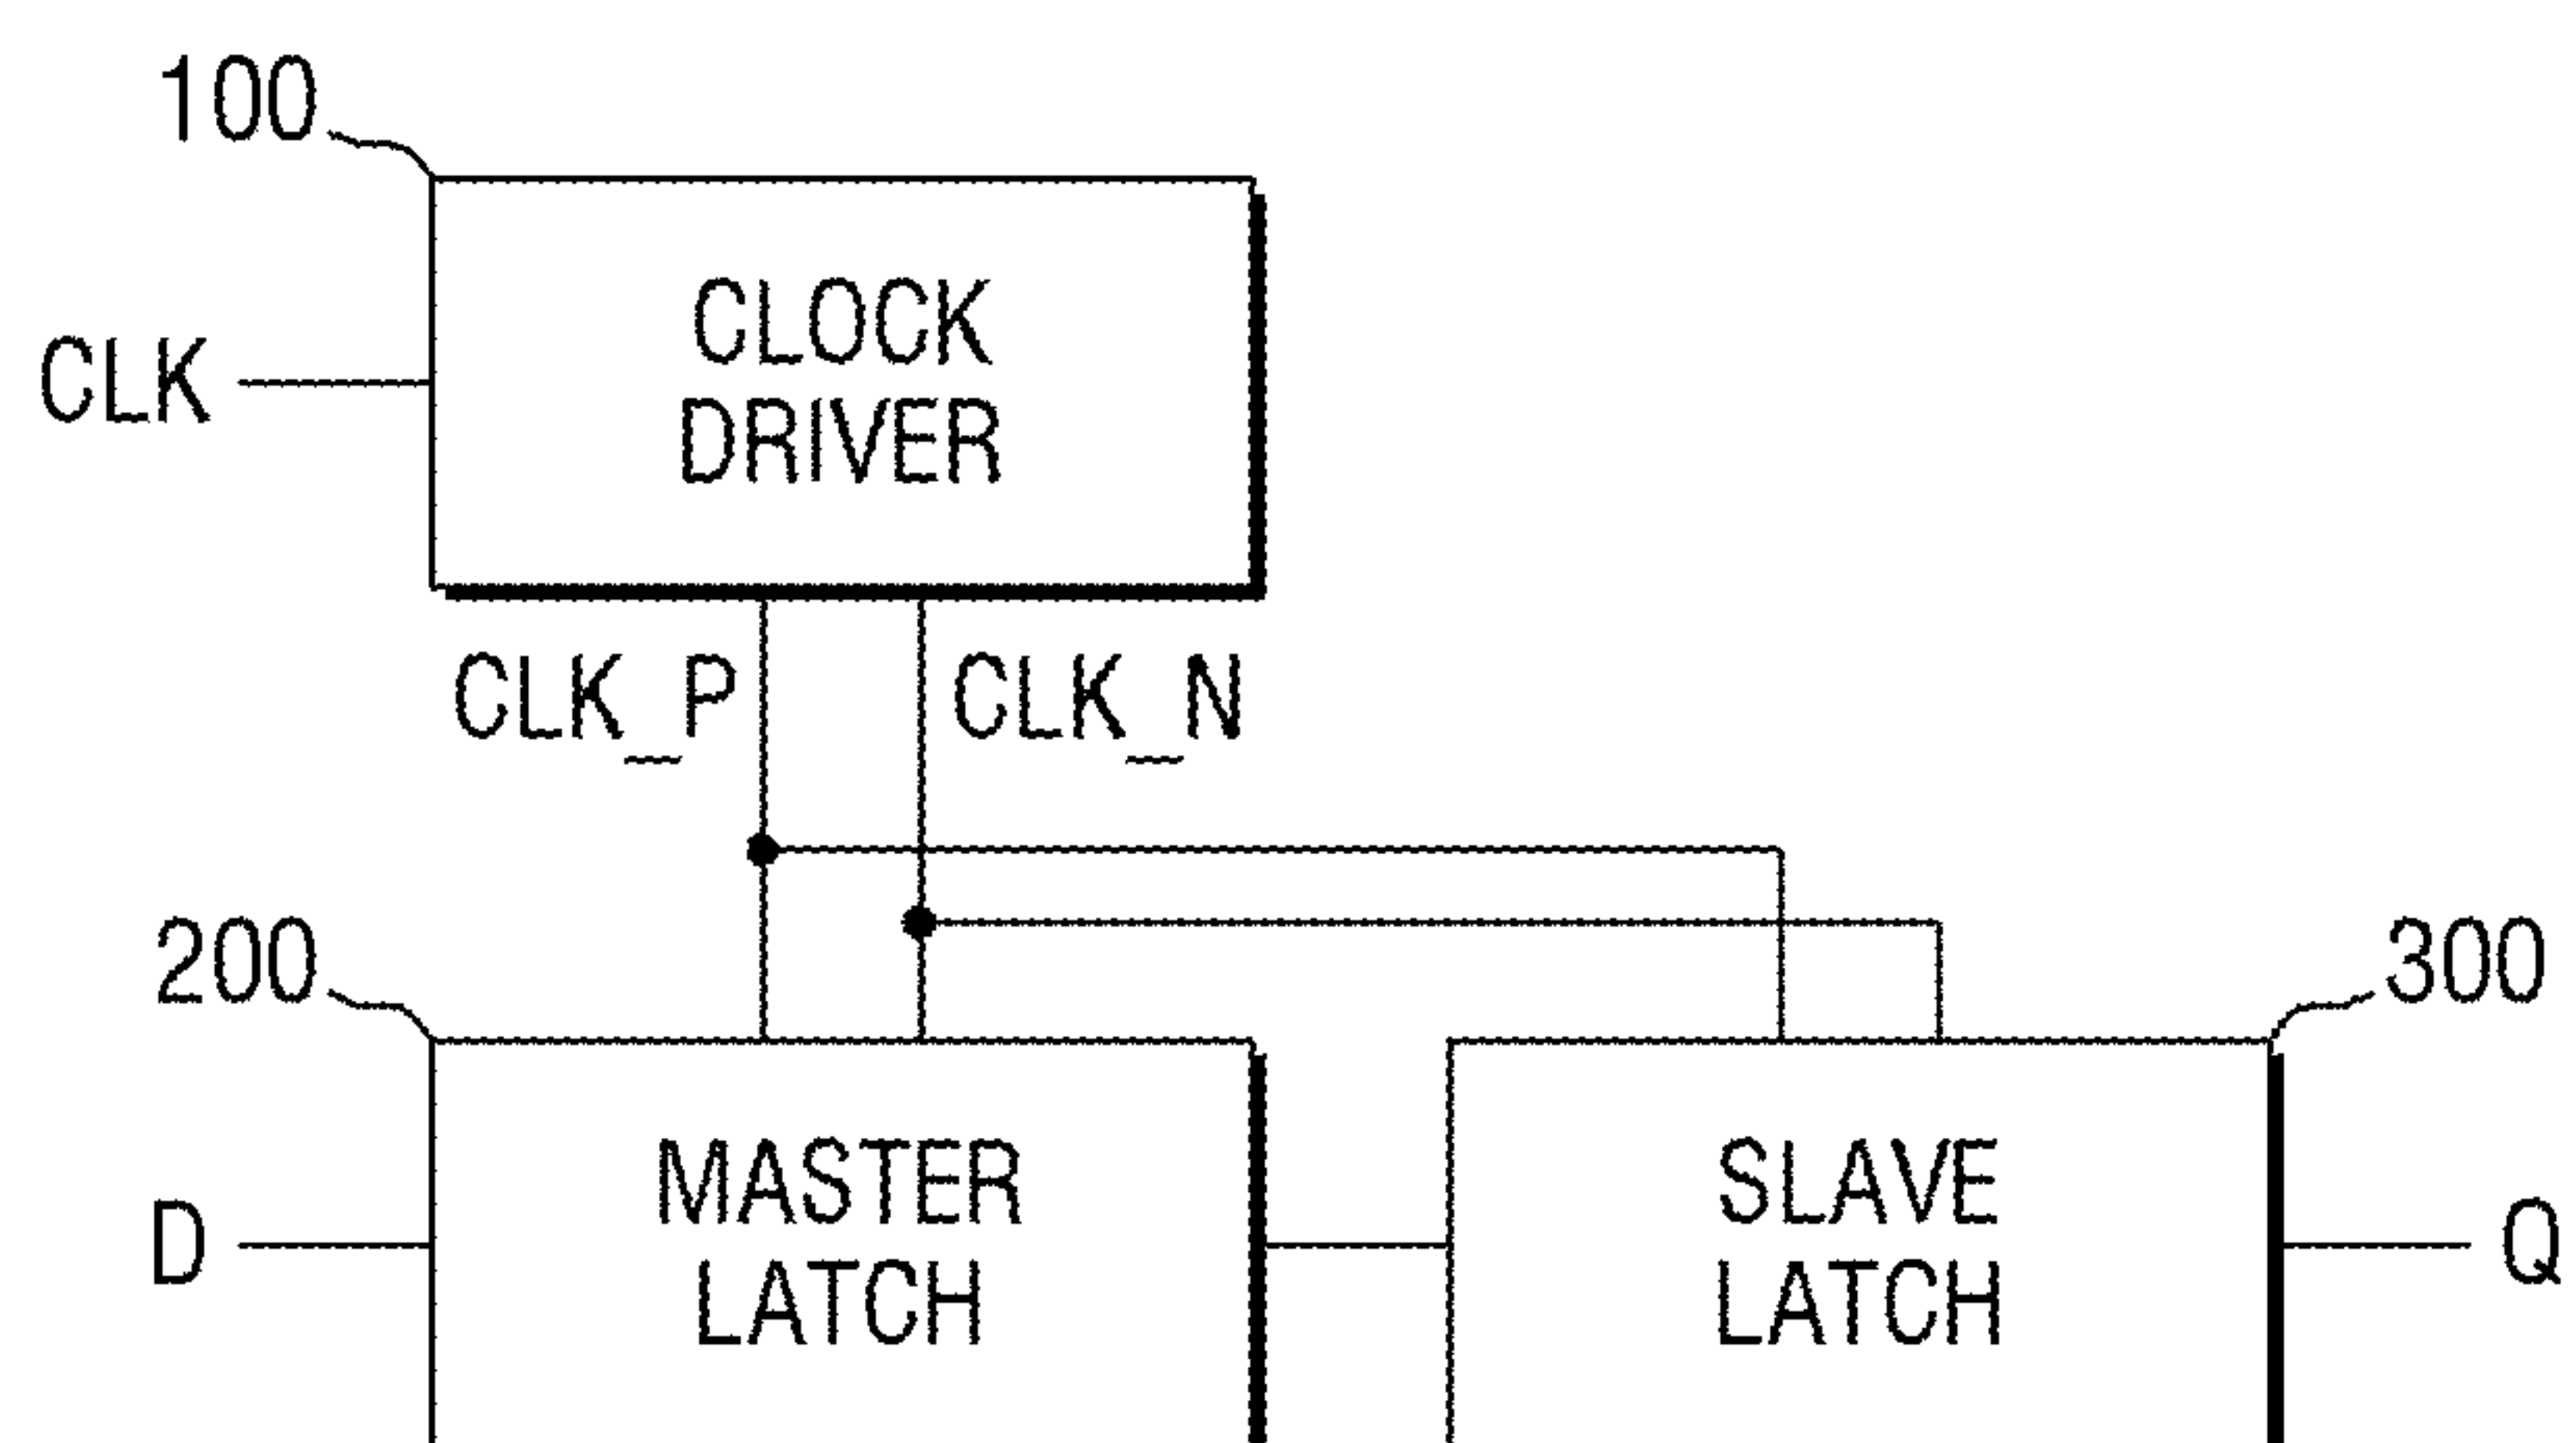 100
CLOCK
DRIVER
CLK
CLK_P
CLK_N
200
300
MASTER
LATCH
SLAVE
LATCH
D
Q